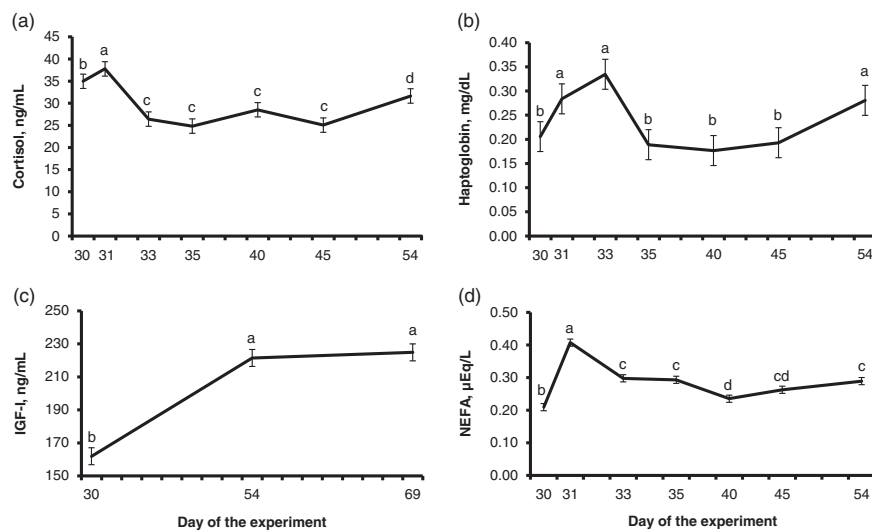 (a)
45
40
35
30
25
20
15
10
5
0
Cortisol, ng/mL
b a c c c c d
30 31 33 35 40 45 54
(b)
0.40
0.35
0.30
0.25
0.20
0.15
0.10
0.05
0.00
Haptoglobin, mg/dL
b a a b b b a
30 31 33 35 40 45 54
(c)
250
230
210
190
170
150
IGF-I, ng/mL
b a a
30 54 69
Day of the experiment
(d)
0.50
0.40
0.30
0.20
0.10
0.00
NEFA, µEq/L
b a c c d cd c
30 31 33 35 40 45 54
Day of the experiment